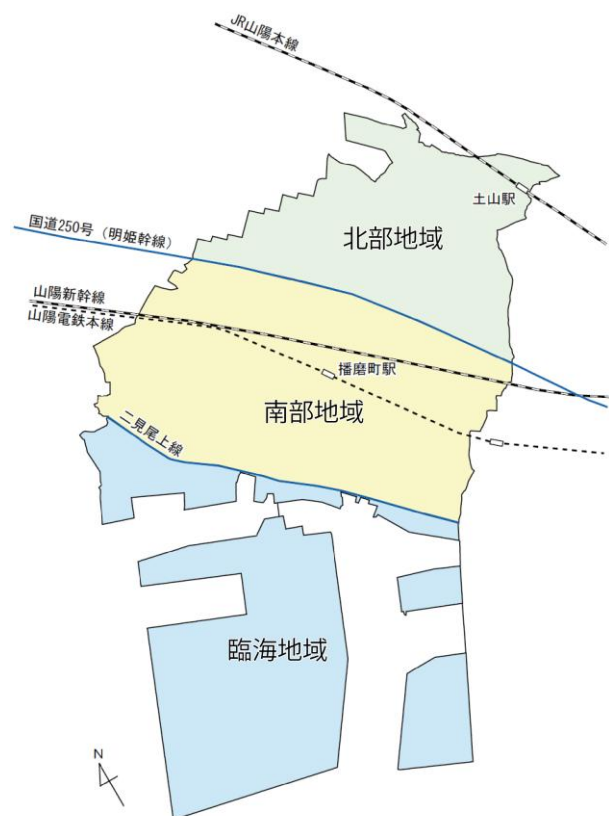 JR山陽本線
土山駅
北部地域
国道250号（明姫幹線）
山陽新幹線
山陽電鉄本線
播磨町駅
南部地域
二見尾上線
臨海地域
N